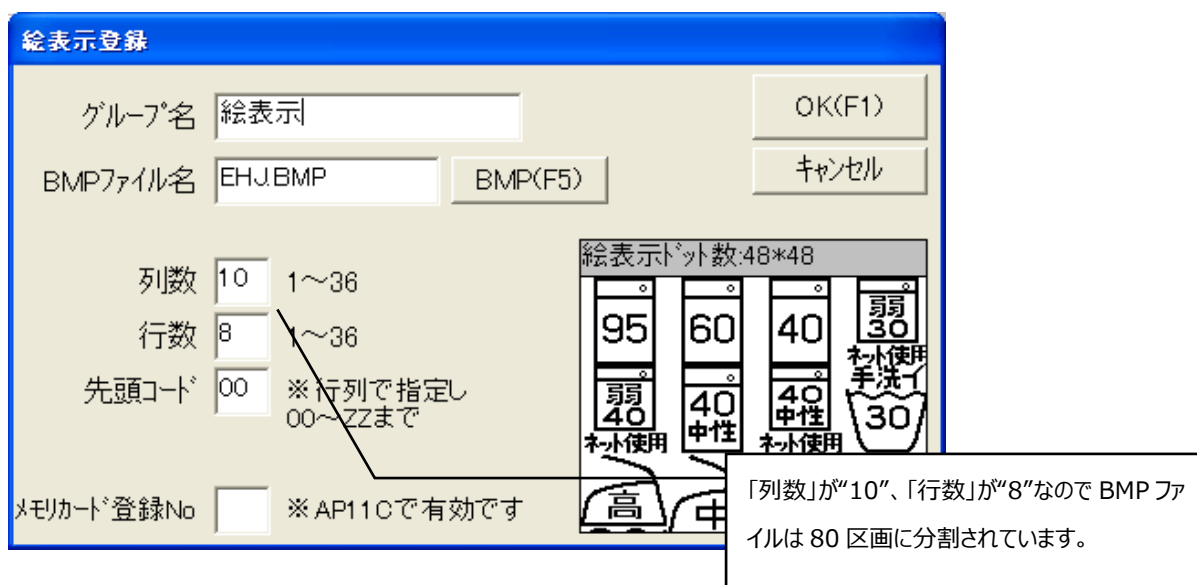 絵表示登録
グループ名 絵表示
OK(F1)
BMPファイル名 EHJ.BMP BMP(F5)
キャンセル
列数 10 1～36
行数 8 1～36
先頭コード 00 ※行列で指定し
00～ZZまで
メモリカード登録No ※AP11Cで有効です
絵表示ドット数:48*48
95 60 40 弱
30
ネット使用
弱
40
ネット使用
40
中性
40
中性
ネット使用
手洗イ
30
高 中
「列数」が“10”、「行数」が“8”なので BMP ファ
イルは 80 区画に分割されています。